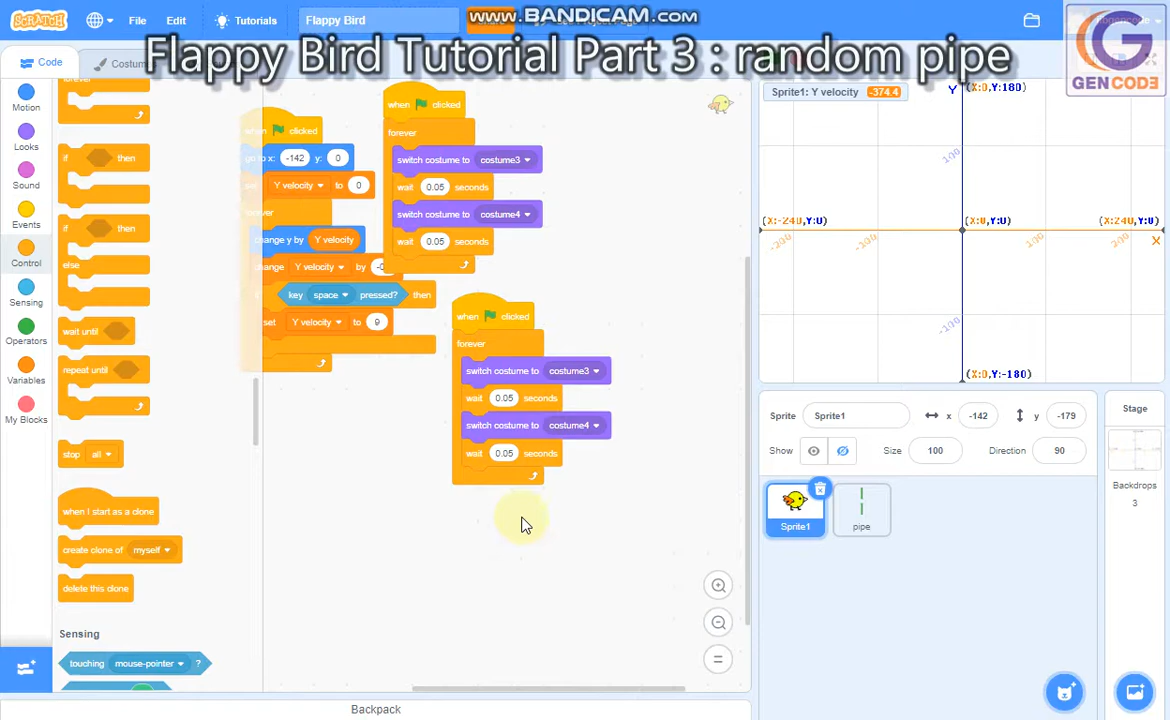 SCRATCH
File
Edit
Tutorials
Flappy Bird
www.BANDICAM.com
Flappy Bird Tutorial Part 3 : random pipe
GENCODE
Code
Motion
Looks
Sound
Events
Control
Sensing
Operators
Variables
My Blocks
if then
if then
else
wait until
repeat until
stop all
when I start as a clone
create clone of myself
delete this clone
Sensing
touching mouse-pointer ?
when clicked
go to x: -142 y: 0
Y velocity to 0
forever
change y by Y velocity
change Y velocity by
key space pressed? then
set Y velocity to 9
when clicked
forever
switch costume to costume3
wait 0.05 seconds
switch costume to costume4
wait 0.05 seconds
when clicked
forever
switch costume to costume3
wait 0.05 seconds
switch costume to costume4
wait 0.05 seconds
Backpack
Sprite1: Y velocity -374.4
Y
(X:0,Y:180)
100
(X:-240,Y:0)
(X:0,Y:0)
(X:240,Y:0)
-200
-100
100
200
X
-100
(X:0,Y:-180)
Sprite Sprite1 x -142 y -179
Show Size 100 Direction 90
Sprite1
pipe
Stage
Backdrops
3